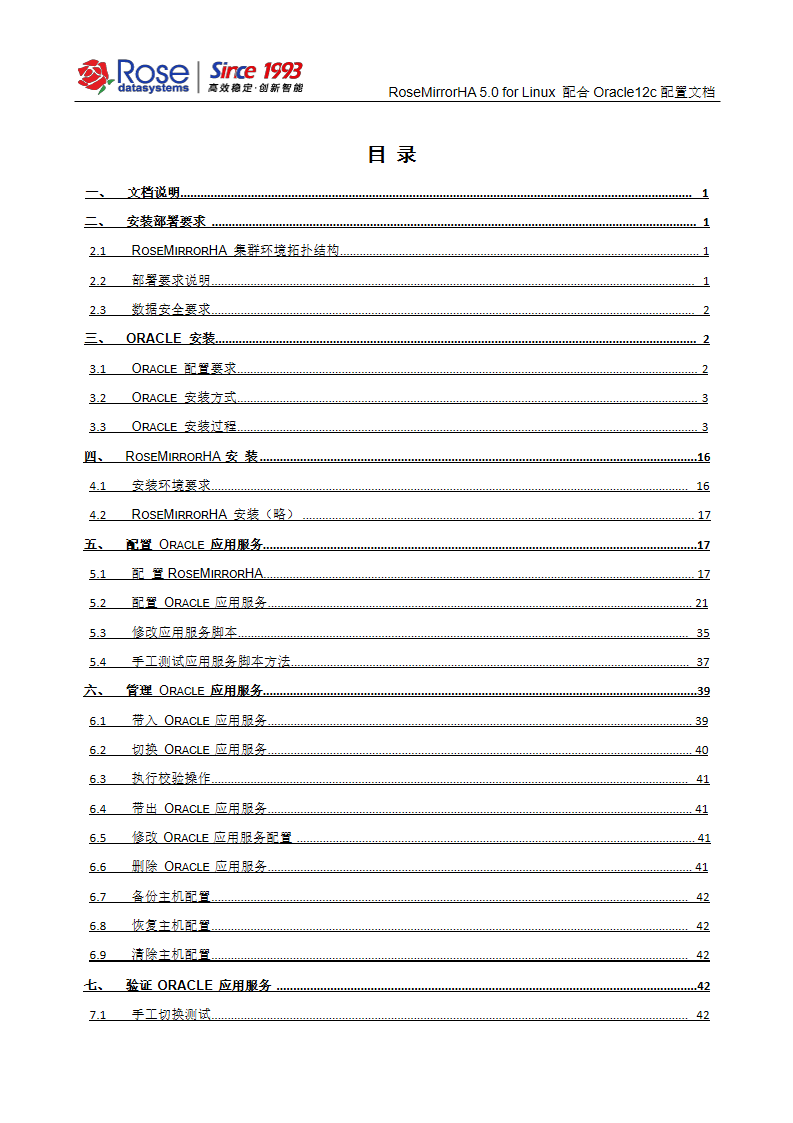 Rose
datasystems
Since 1993
高效稳定·创新智能
RoseMirrorHA 5.0 for Linux 配合 Oracle12c 配置文档
目 录
一、 文档说明 1
二、 安装部署要求 1
2.1 ROSEMIRRORHA 集群环境拓扑结构 1
2.2 部署要求说明 1
2.3 数据安全要求 2
三、 ORACLE 安装 2
3.1 ORACLE 配置要求 2
3.2 ORACLE 安装方式 3
3.3 ORACLE 安装过程 3
四、 ROSEMIRRORHA 安 装 16
4.1 安装环境要求 16
4.2 ROSEMIRRORHA 安装（略） 17
五、 配置 ORACLE 应用服务 17
5.1 配 置 ROSEMIRRORHA 17
5.2 配置 ORACLE 应用服务 21
5.3 修改应用服务脚本 35
5.4 手工测试应用服务脚本方法 37
六、 管理 ORACLE 应用服务 39
6.1 带入 ORACLE 应用服务 39
6.2 切换 ORACLE 应用服务 40
6.3 执行校验操作 41
6.4 带出 ORACLE 应用服务 41
6.5 修改 ORACLE 应用服务配置 41
6.6 删除 ORACLE 应用服务 41
6.7 备份主机配置 42
6.8 恢复主机配置 42
6.9 清除主机配置 42
七、 验证 ORACLE 应用服务 42
7.1 手工切换测试 42